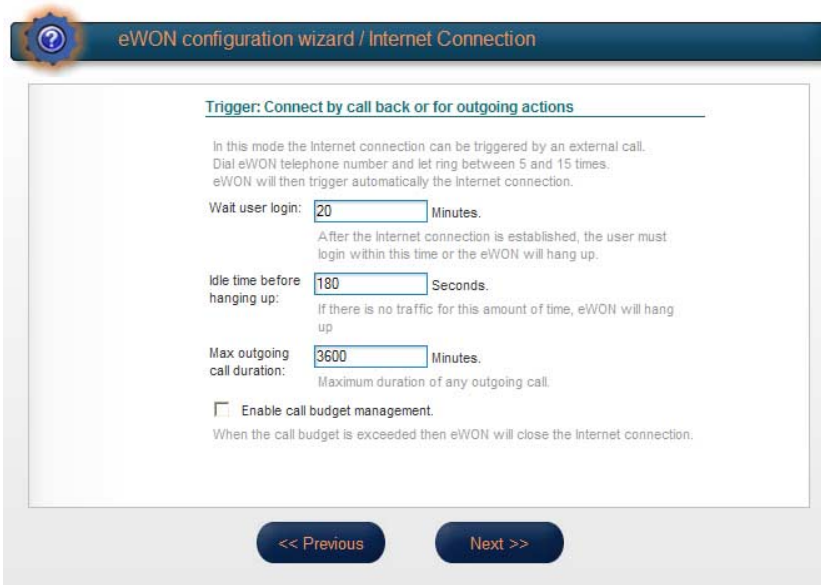 eWON configuration wizard / Internet Connection
Trigger: Connect by call back or for outgoing actions
In this mode the Internet connection can be triggered by an external call.
Dial eWON telephone number and let ring between 5 and 15 times.
eWON will then trigger automatically the Internet connection.
Wait user login: 20 Minutes.
After the Internet connection is established, the user must
login within this time or the eWON will hang up.
Idle time before
hanging up: 180 Seconds.
If there is no traffic for this amount of time, eWON will hang
up
Max outgoing
call duration: 3600 Minutes.
Maximum duration of any outgoing call.
Enable call budget management.
When the call budget is exceeded then eWON will close the Internet connection.
<< Previous Next >>